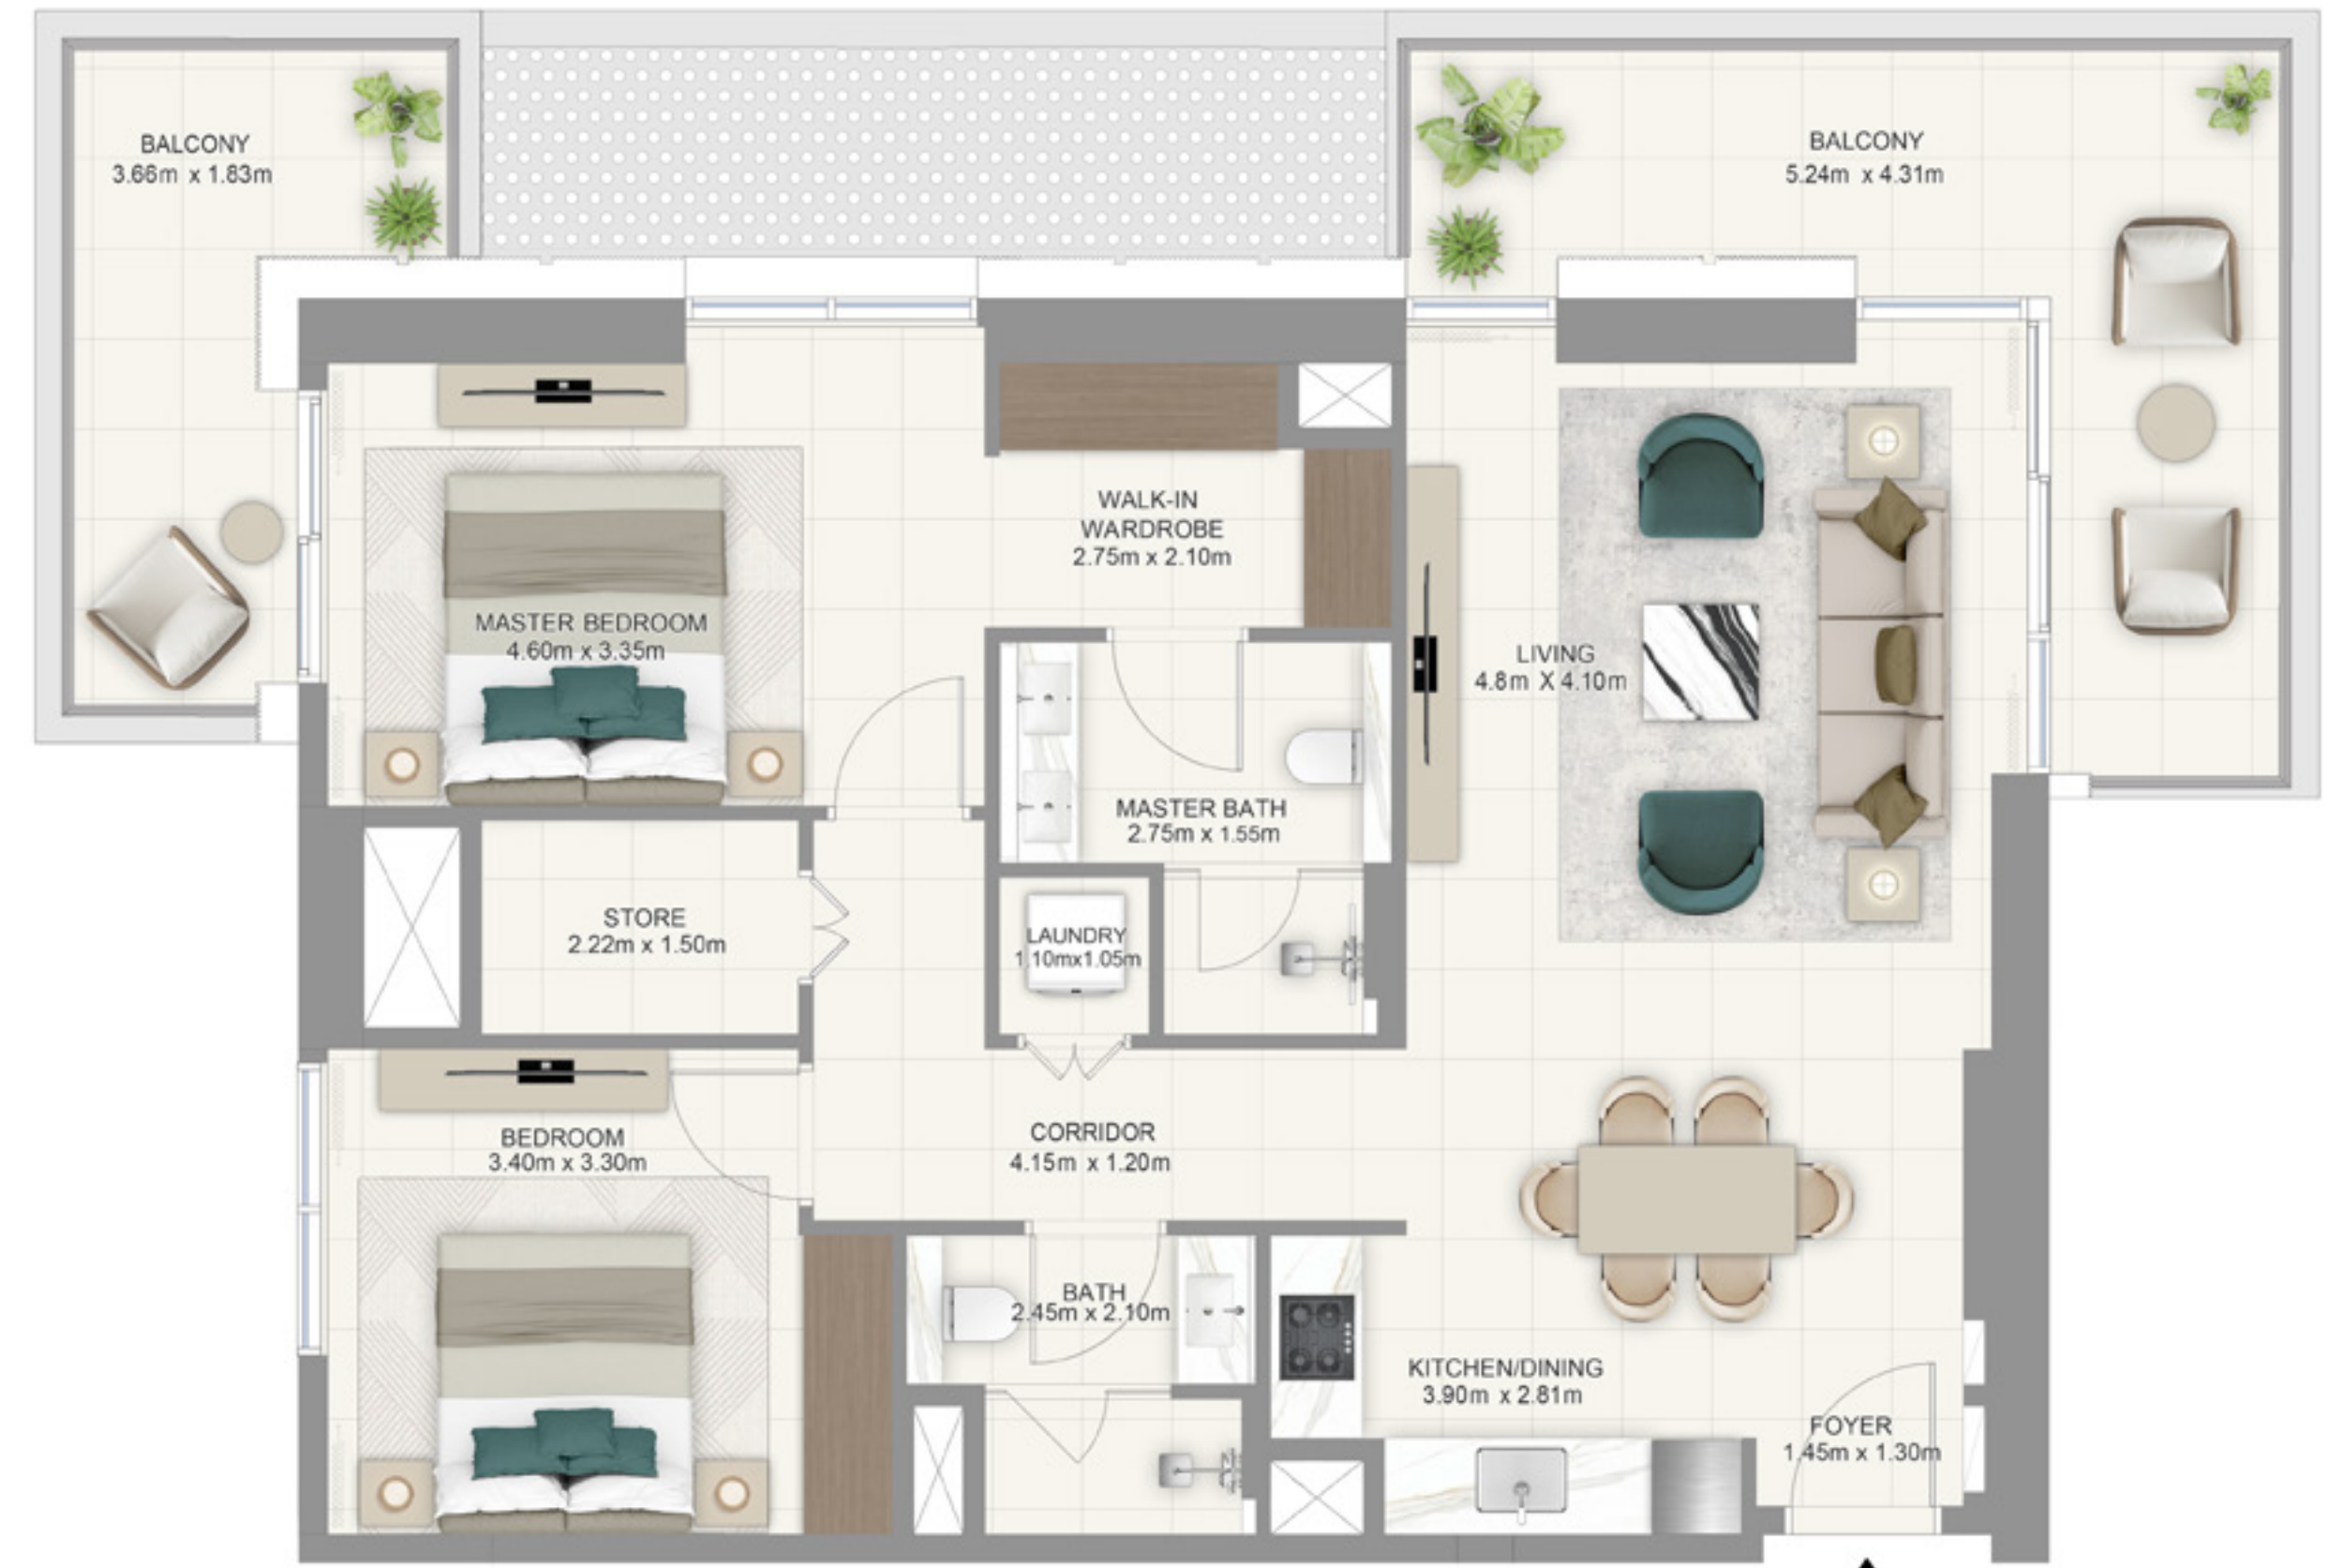 BALCONY
3.66m x 1.83m
BALCONY
5.24m x 4.31m
WALK-IN
WARDROBE
2.75m x 2.10m
MASTER BEDROOM
4.60m x 3.35m
LIVING
4.8m X 4.10m
MASTER BATH
2.75m x 1.55m
STORE
2.22m x 1.50m
LAUNDRY
1.10mx1.05m
BEDROOM
3.40m x 3.30m
CORRIDOR
4.15m x 1.20m
BATH
2.45m x 2.10m
KITCHEN/DINING
3.90m x 2.81m
FOYER
1.45m x 1.30m